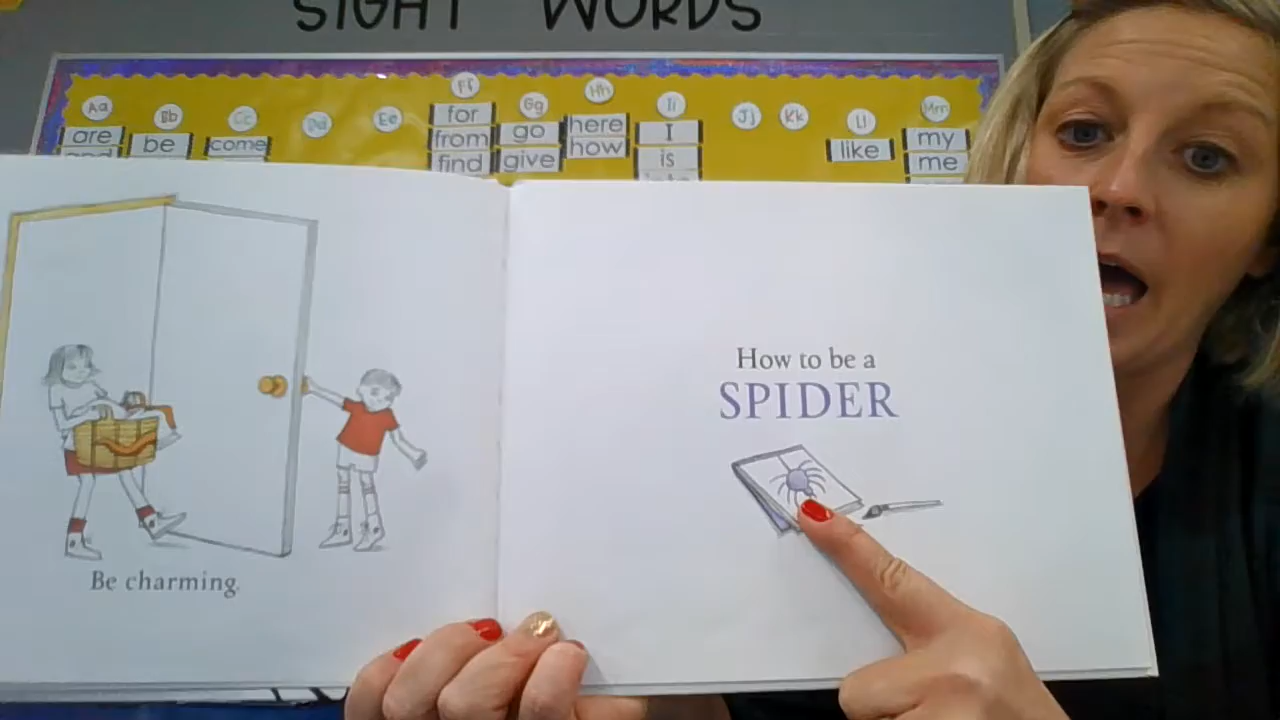 SIGHT WORDS
Aa
Bb
Cc
Dd
Ee
Ff
Gg
Hh
Ii
Jj
Kk
Ll
Mm
are
be
come
for
from
find
go
give
here
how
I
is
like
my
me
Be charming.
How to be a
SPIDER